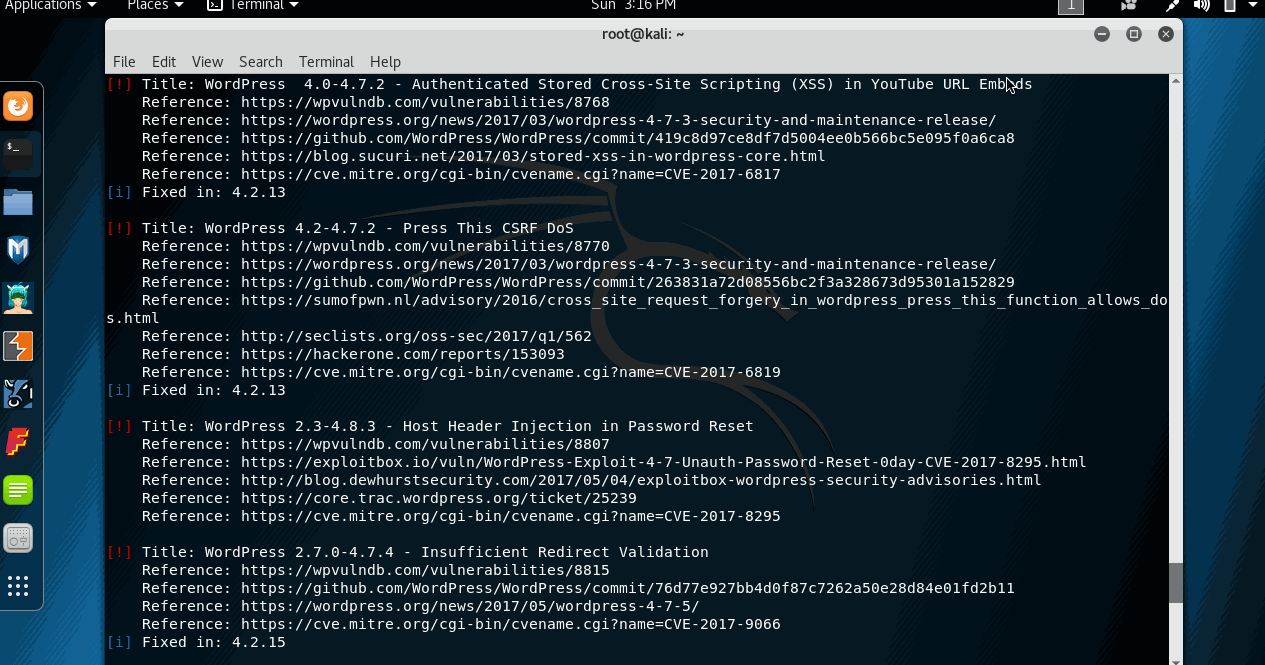 Applications Places Terminal Sun 3:16 PM 1
root@kali: ~
File Edit View Search Terminal Help
[!] Title: WordPress  4.0-4.7.2 - Authenticated Stored Cross-Site Scripting (XSS) in YouTube URL Embeds
Reference: https://wpvulndb.com/vulnerabilities/8768
Reference: https://wordpress.org/news/2017/03/wordpress-4-7-3-security-and-maintenance-release/
Reference: https://github.com/WordPress/WordPress/commit/419c8d97ce8df7d5004ee0b566bc5e095f0a6ca8
Reference: https://blog.sucuri.net/2017/03/stored-xss-in-wordpress-core.html
Reference: https://cve.mitre.org/cgi-bin/cvename.cgi?name=CVE-2017-6817
[i] Fixed in: 4.2.13
[!] Title: WordPress 4.2-4.7.2 - Press This CSRF DoS
Reference: https://wpvulndb.com/vulnerabilities/8770
Reference: https://wordpress.org/news/2017/03/wordpress-4-7-3-security-and-maintenance-release/
Reference: https://github.com/WordPress/WordPress/commit/263831a72d08556bc2f3a328673d95301a152829
Reference: https://sumofpwn.nl/advisory/2016/cross_site_request_forgery_in_wordpress_press_this_function_allows_do
s.html
Reference: http://seclists.org/oss-sec/2017/q1/562
Reference: https://hackerone.com/reports/153093
Reference: https://cve.mitre.org/cgi-bin/cvename.cgi?name=CVE-2017-6819
[i] Fixed in: 4.2.13
[!] Title: WordPress 2.3-4.8.3 - Host Header Injection in Password Reset
Reference: https://wpvulndb.com/vulnerabilities/8807
Reference: https://exploitbox.io/vuln/WordPress-Exploit-4-7-Unauth-Password-Reset-0day-CVE-2017-8295.html
Reference: http://blog.dewhurstsecurity.com/2017/05/04/exploitbox-wordpress-security-advisories.html
Reference: https://core.trac.wordpress.org/ticket/25239
Reference: https://cve.mitre.org/cgi-bin/cvename.cgi?name=CVE-2017-8295
[!] Title: WordPress 2.7.0-4.7.4 - Insufficient Redirect Validation
Reference: https://wpvulndb.com/vulnerabilities/8815
Reference: https://github.com/WordPress/WordPress/commit/76d77e927bb4d0f87c7262a50e28d84e01fd2b11
Reference: https://wordpress.org/news/2017/05/wordpress-4-7-5/
Reference: https://cve.mitre.org/cgi-bin/cvename.cgi?name=CVE-2017-9066
[i] Fixed in: 4.2.15